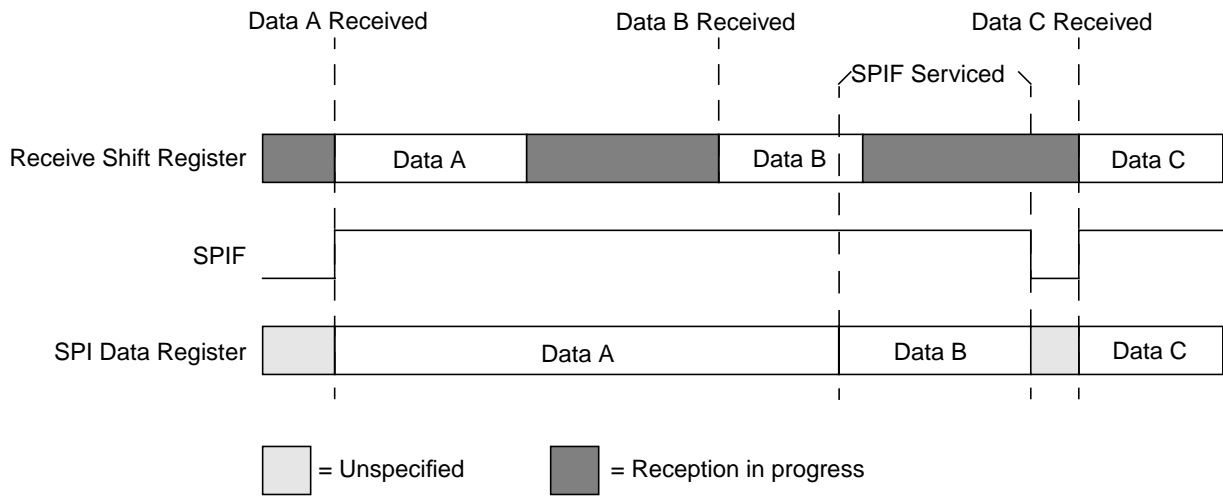 Data A Received
Data B Received
Data C Received
SPIF Serviced
Receive Shift Register
Data A
Data B
Data C
SPIF
SPI Data Register
Data A
Data B
Data C
= Unspecified
= Reception in progress